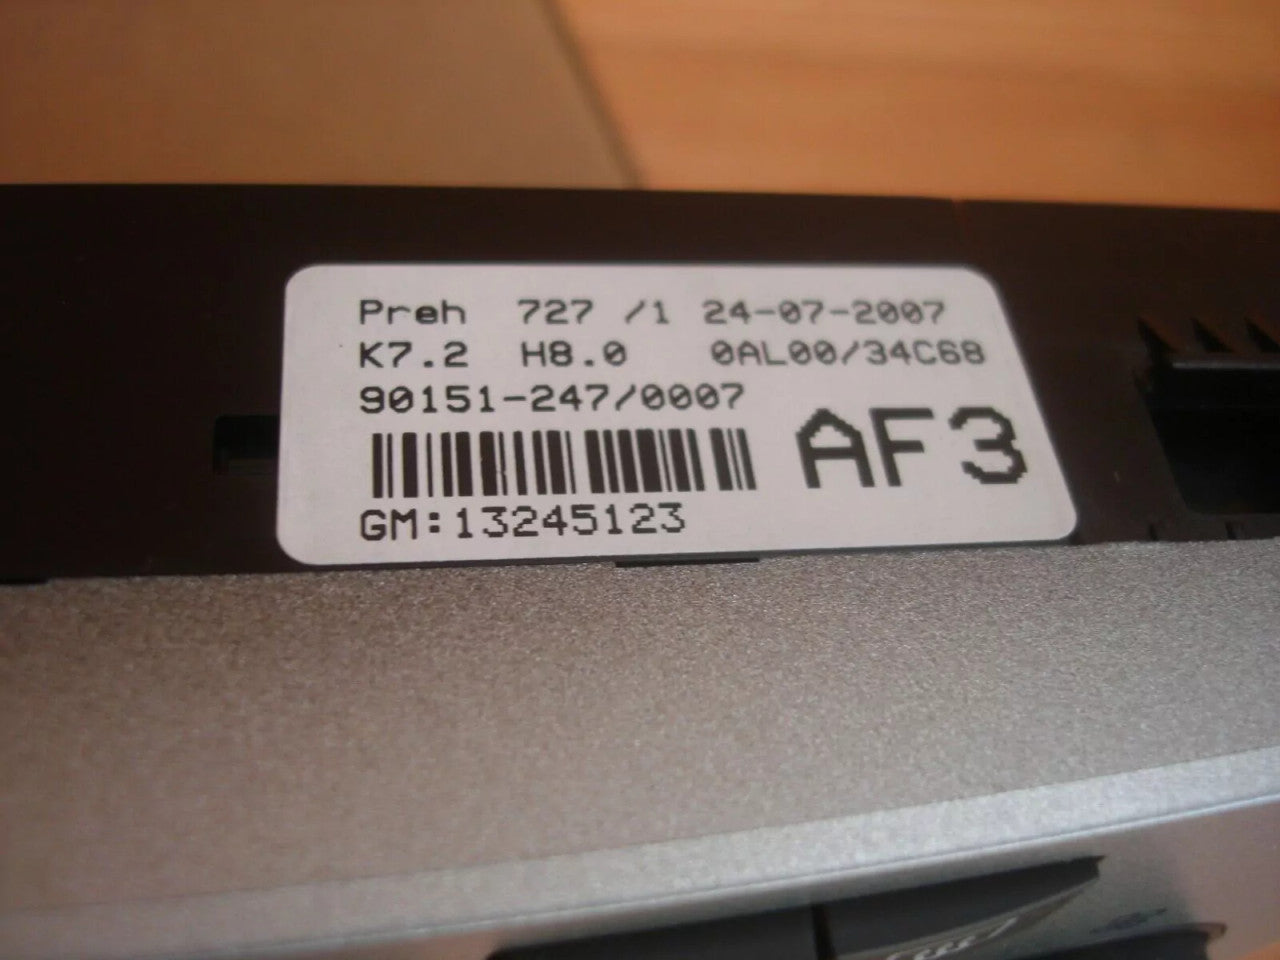 Preh 727 /1 24-07-2007
K7.2 H8.0 0AL00/34C68
90151-247/0007
AF3
GM:13245123